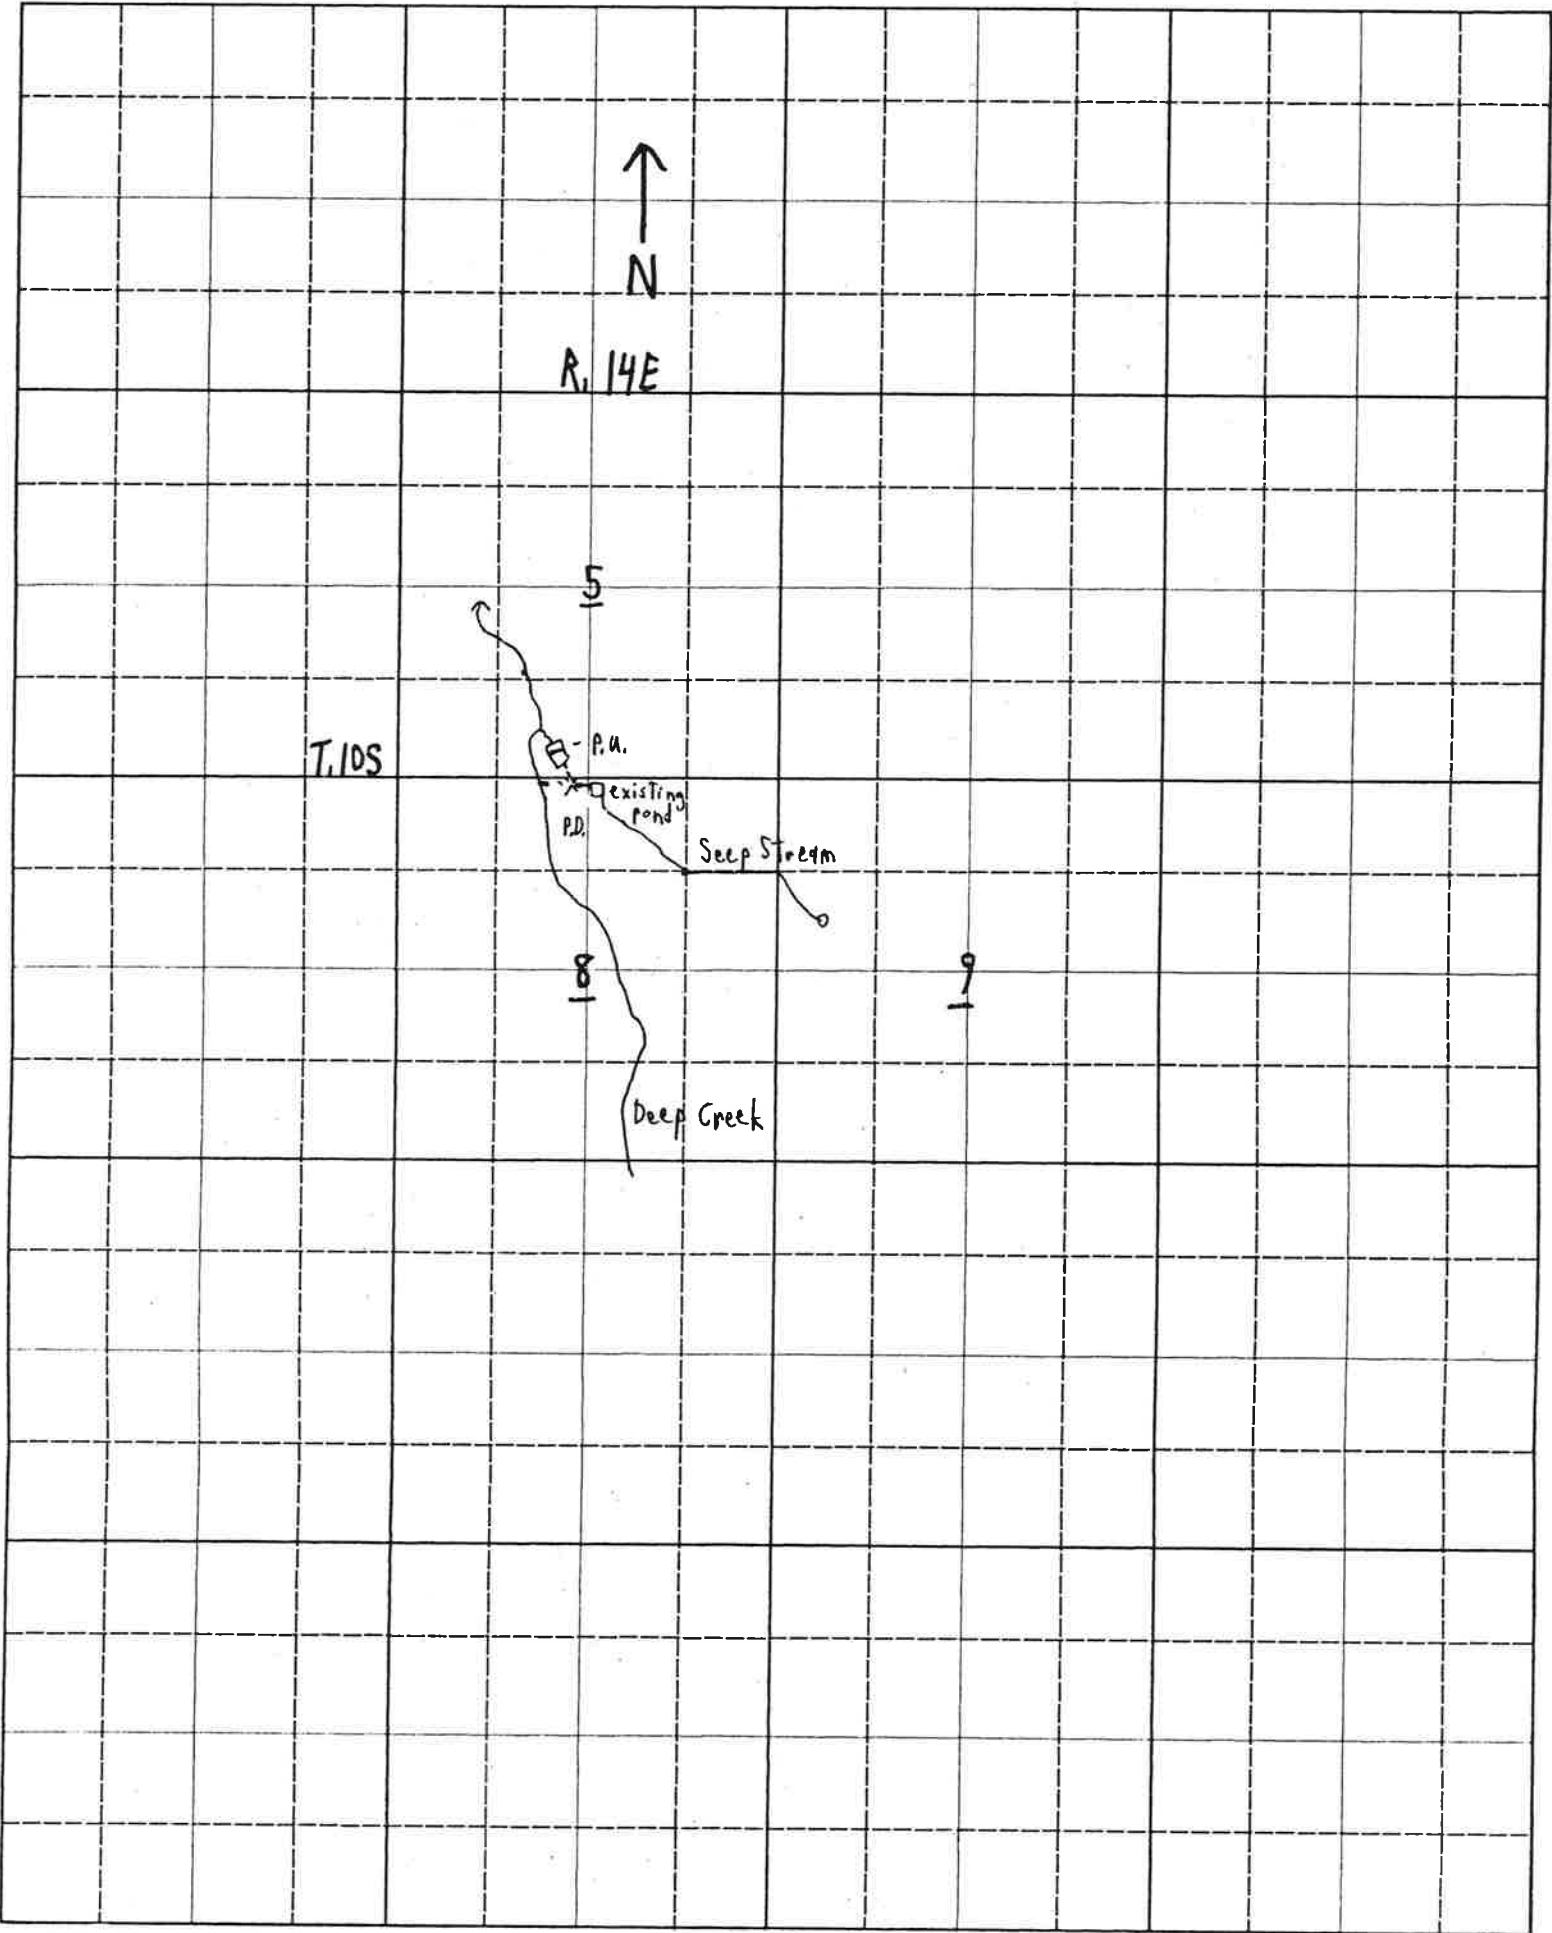 N
R. 14E
5
P.U.
T.10S
existing
pond
P.D.
Seep Stream
8
9
Deep Creek